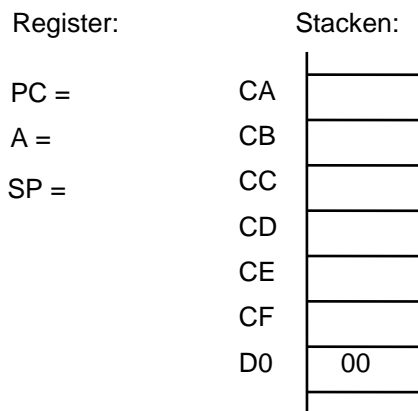 Register: Stacken:
PC = CA
A = CB
SP = CC
CD
CE
CF
D0 00